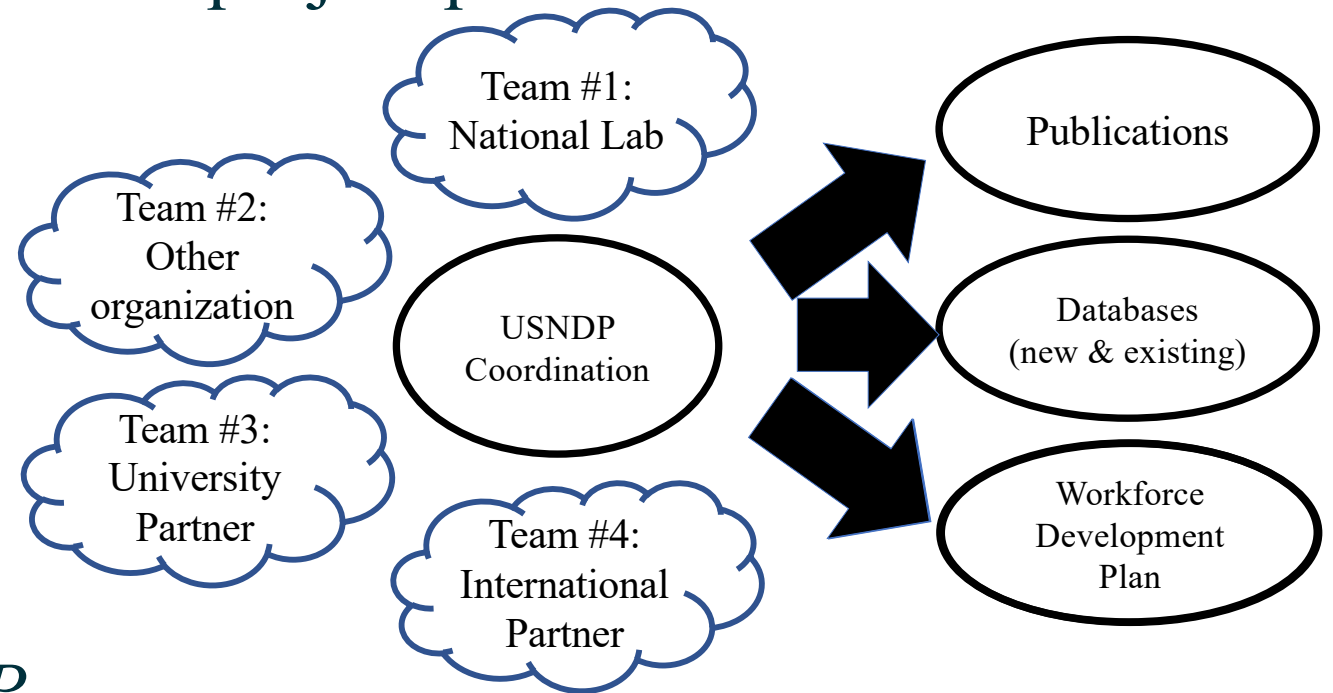 Team #1:
National Lab
Team #2:
Other
organization
USNDP
Coordination
Team #3:
University
Partner
Team #4:
International
Partner
Publications
Databases
(new & existing)
Workforce
Development
Plan